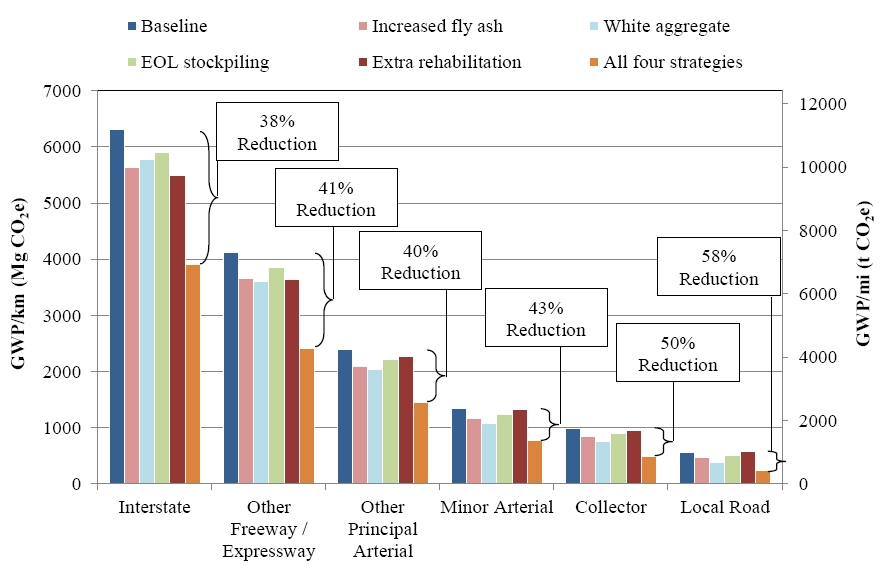 Baseline
Increased fly ash
White aggregate
EOL stockpiling
Extra rehabilitation
All four strategies
GWP/km (Mg CO2e)
7000
6000
5000
4000
3000
2000
1000
0
38%
Reduction
41%
Reduction
40%
Reduction
43%
Reduction
50%
Reduction
58%
Reduction
12000
10000
8000
6000
4000
2000
0
GWP/mi (t CO2e)
Interstate
Other
Freeway /
Expressway
Other
Principal
Arterial
Minor Arterial
Collector
Local Road